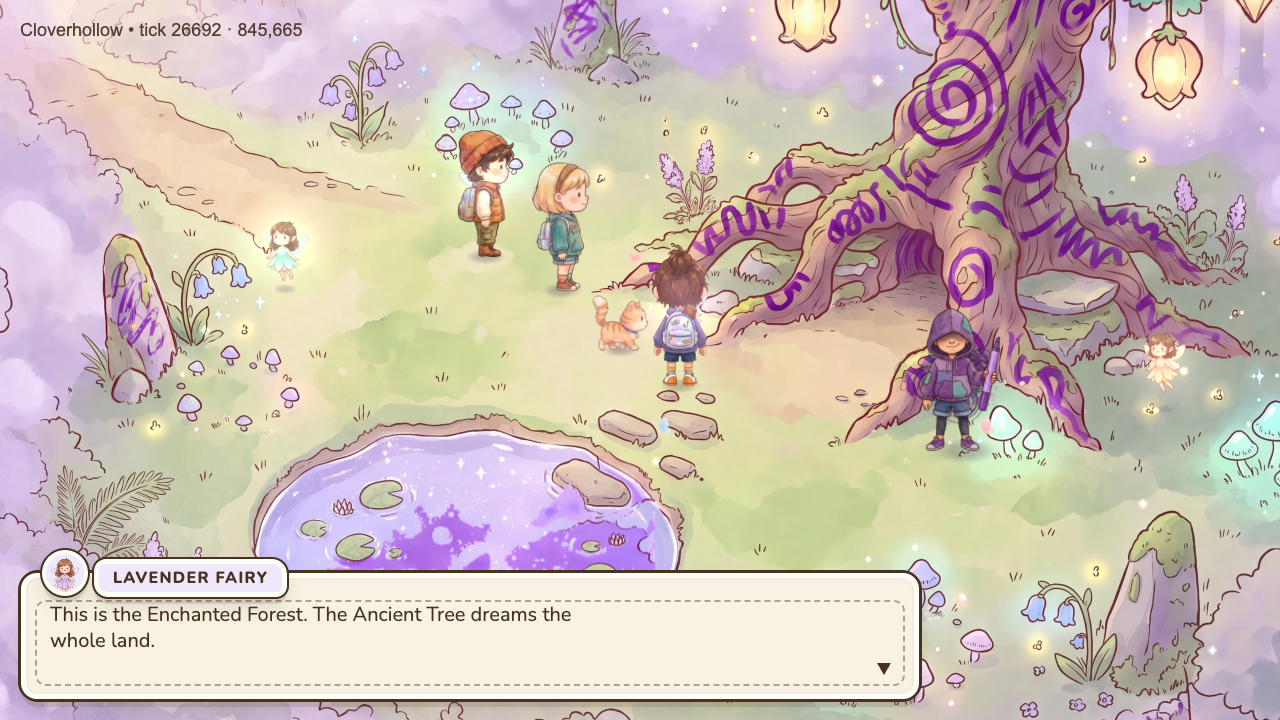 Cloverhollow • tick 26692 · 845,665
LAVENDER FAIRY
This is the Enchanted Forest. The Ancient Tree dreams the
whole land.